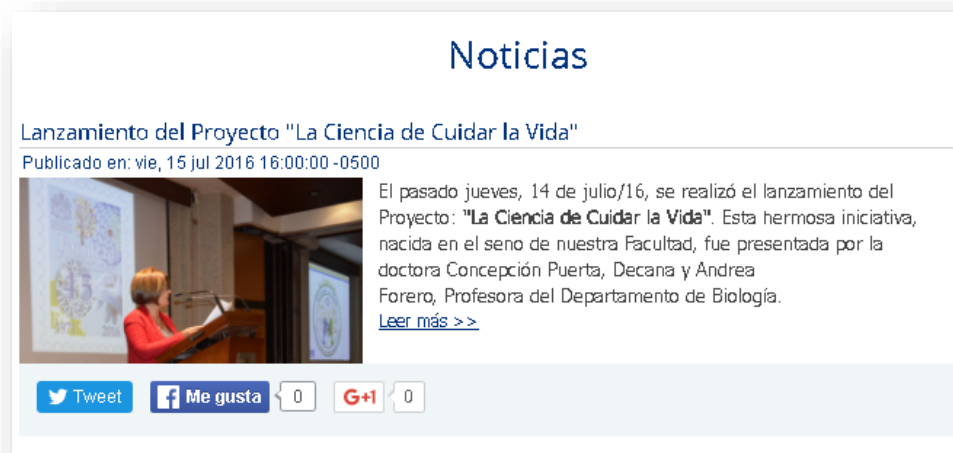 Noticias
Lanzamiento del Proyecto "La Ciencia de Cuidar la Vida"
Publicado en: vie, 15 jul 2016 16:00:00 -0500
El pasado jueves, 14 de julio/16, se realizó el lanzamiento del
Proyecto: "La Ciencia de Cuidar la Vida". Esta hermosa iniciativa,
nacida en el seno de nuestra Facultad, fue presentada por la
doctora Concepción Puerta, Decana y Andrea
Forero, Profesora del Departamento de Biología.
Leer más >>
Tweet
Me gusta
0
G+1
0